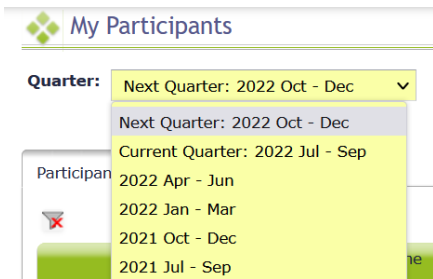 My Participants
Quarter:
Next Quarter: 2022 Oct - Dec
Next Quarter: 2022 Oct - Dec
Current Quarter: 2022 Jul - Sep
2022 Apr - Jun
2022 Jan - Mar
2021 Oct - Dec
2021 Jul - Sep
Participan